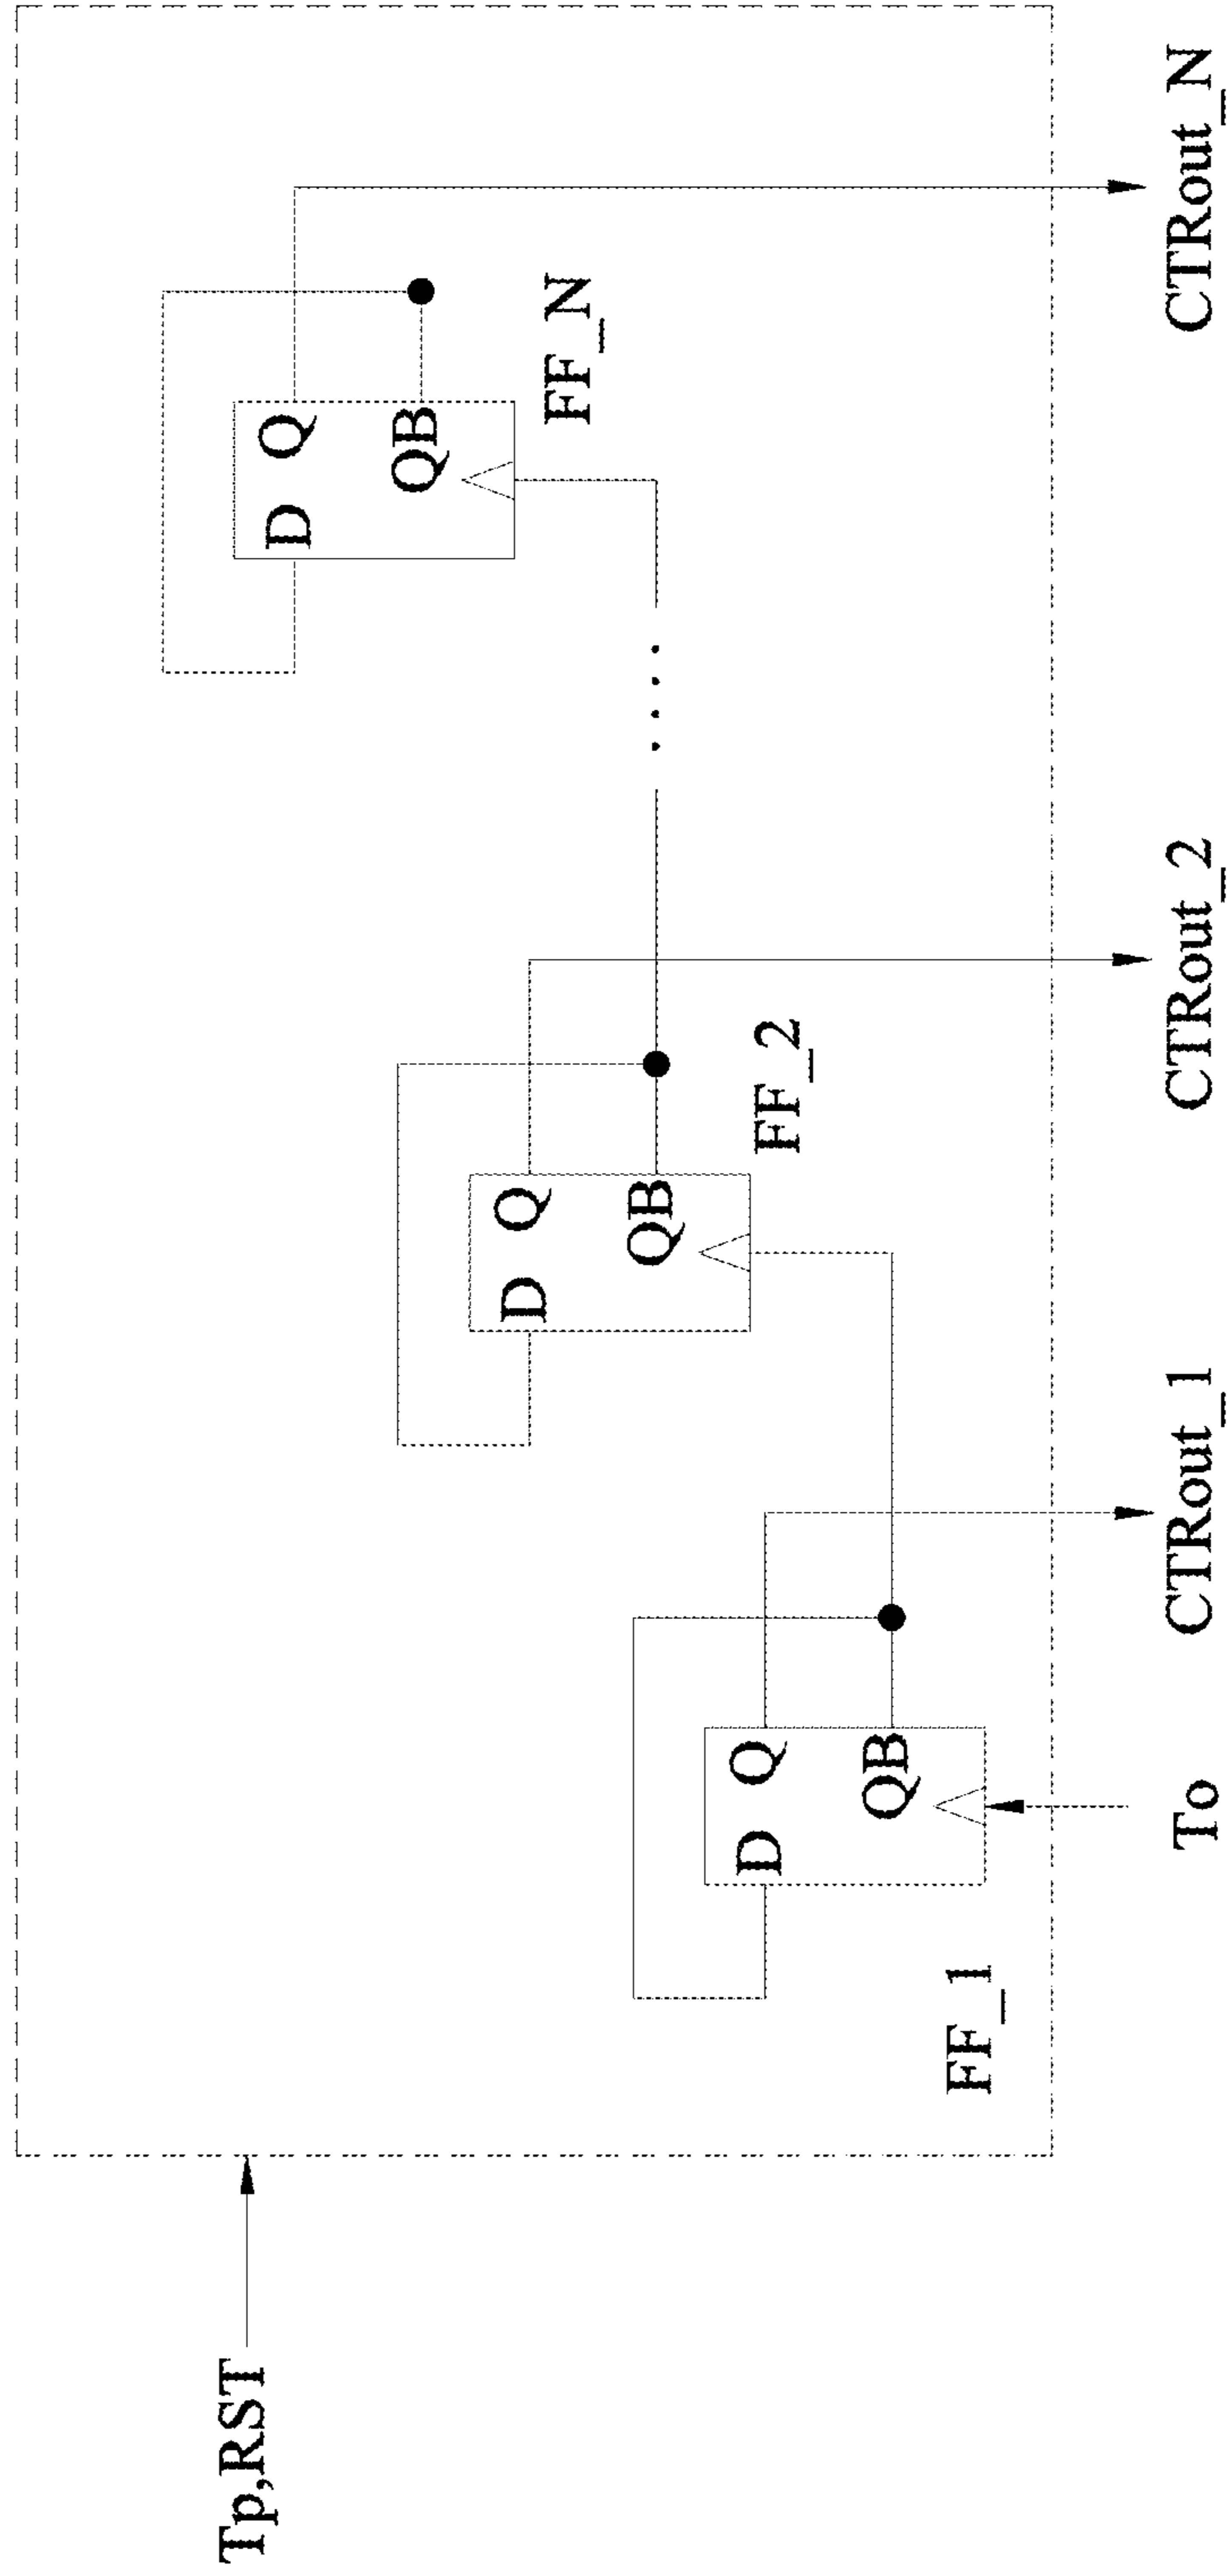 Tp,RST
D Q
QB
FF_N
D Q
QB
FF_2
D Q
QB
FF_1
To
CTRout_1
CTRout_2
CTRout_N